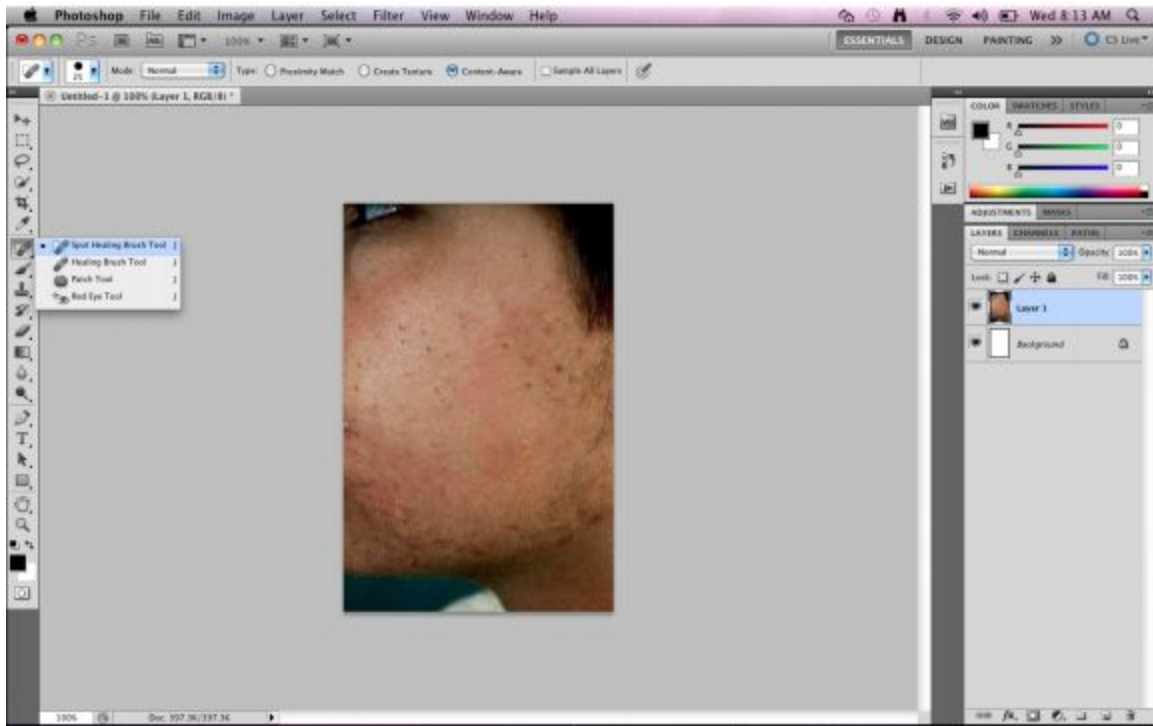 Photoshop File Edit Image Layer Select Filter View Window Help Wed 8:13 AM
Ps 100% ESSENTIALS DESIGN PAINTING >> CS Live
25 Mode: Normal Type: Proximity Match Create Texture Content-Aware Sample All Layers
Untitled-1 @ 100% (Layer 1, RGB/8) *
COLOR SWATCHES STYLES
R 0
G 0
B 0
ADJUSTMENTS MASKS
LAYERS CHANNELS PATHS
Normal Opacity: 100%
Lock: Fill: 100%
Layer 1
Background
Spot Healing Brush Tool J
Healing Brush Tool J
Patch Tool J
Red Eye Tool J
100% Doc: 397.3K/397.3K